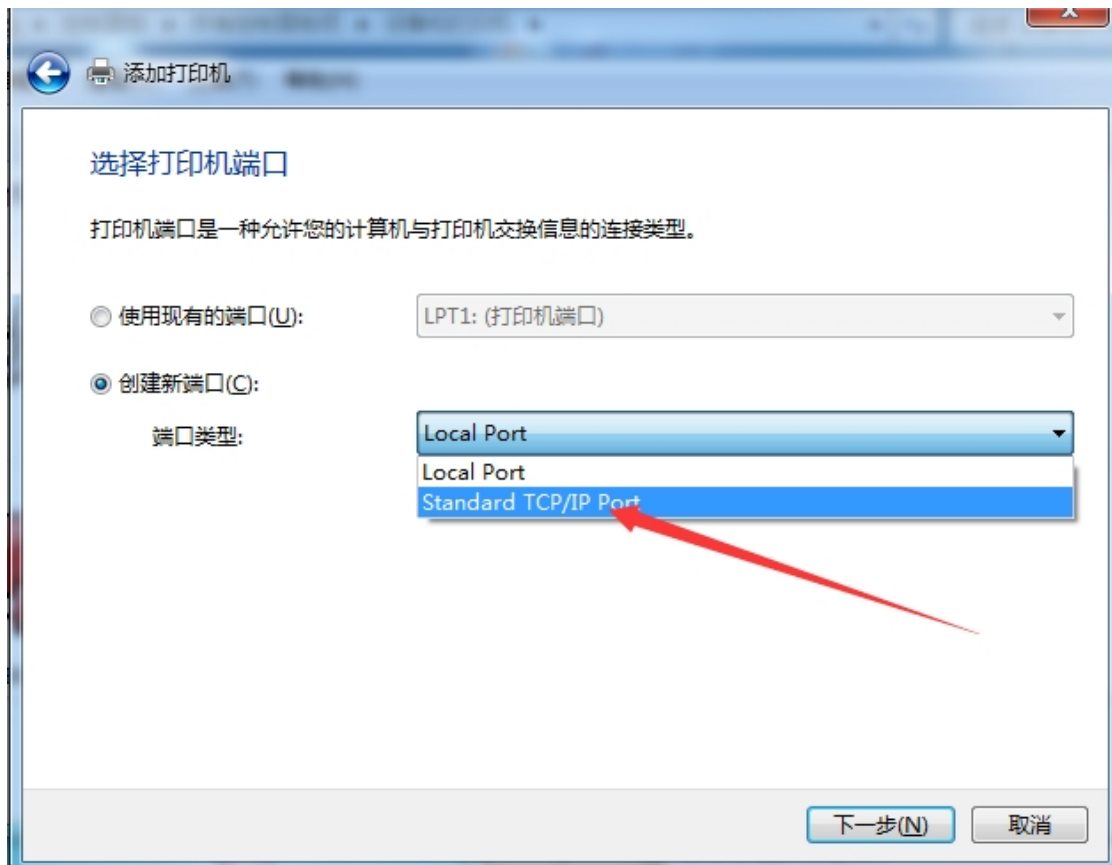 添加打印机
选择打印机端口
打印机端口是一种允许您的计算机与打印机交换信息的连接类型。
使用现有的端口(U): LPT1: (打印机端口)
创建新端口(C):
端口类型: Local Port
Local Port
Standard TCP/IP Port
下一步(N) 取消